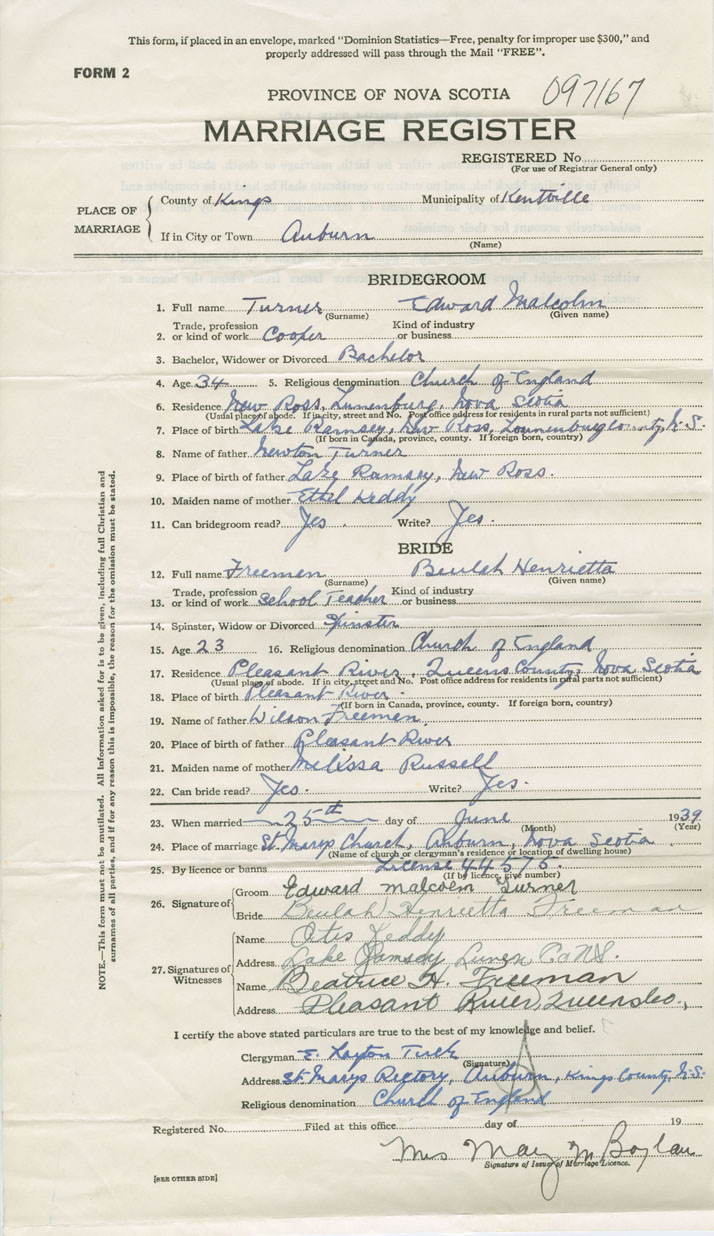 This form, if placed in an envelope, marked "Dominion Statistics—Free, penalty for improper use $300," and
properly addressed will pass through the Mail "FREE".
FORM 2
097167
PROVINCE OF NOVA SCOTIA
MARRIAGE REGISTER
REGISTERED No.
(For use of Registrar General only)
PLACE OF MARRIAGE
County of Kings Municipality of Kentville
If in City or Town Auburn
(Name)
BRIDEGROOM
1. Full name Turner Edward Malcolm
(Surname) (Given name)
2. Trade, profession or kind of work Cooper Kind of industry or business
3. Bachelor, Widower or Divorced Bachelor
4. Age 34 5. Religious denomination Church of England
6. Residence New Ross, Lunenburg, Nova Scotia
(Usual place of abode. If in city, street and No. Post office address for residents in rural parts not sufficient)
7. Place of birth Lake Ramsey, New Ross, Lounenburg County, N.S.
(If born in Canada, province, county. If foreign born, country)
8. Name of father Newton Turner
9. Place of birth of father Lake Ramsey, New Ross.
10. Maiden name of mother Ethel Keddy
11. Can bridegroom read? Yes. Write? Yes.
BRIDE
12. Full name Freeman Beulah Henrietta
(Surname) (Given name)
13. Trade, profession or kind of work School Teacher Kind of industry or business
14. Spinster, Widow or Divorced Spinster
15. Age 23 16. Religious denomination Church of England
17. Residence Pleasant River, Queens County, Nova Scotia
(Usual place of abode. If in city, street and No. Post office address for residents in rural parts not sufficient)
18. Place of birth Pleasant River.
(If born in Canada, province, county. If foreign born, country)
19. Name of father Wilson Freeman.
20. Place of birth of father Pleasant River
21. Maiden name of mother Melissa Russell
22. Can bride read? Yes. Write? Yes.
23. When married 25th day of June 1939
(Month) (Year)
24. Place of marriage St. Marys Church, Auburn, Nova Scotia
(Name of church or clergyman's residence or location of dwelling house)
25. By licence or banns License 44575.
(If by licence, give number)
26. Signature of
Groom Edward Malcolm Turner
Bride Beulah Henrietta Freeman
27. Signatures of Witnesses
Name Otis Keddy
Address Lake Ramsey Lunen. Co NS.
Name Beatrice H. Freeman
Address Pleasant River, Queens Co.,
I certify the above stated particulars are true to the best of my knowledge and belief.
Clergyman E. Layton Tuck
(Signature)
Address St. Marys Rectory, Auburn, Kings County, N.S.
Religious denomination Church of England
Registered No. Filed at this office day of 19
Mrs May M Boylan
Signature of Issuer of Marriage Licence.
[SEE OTHER SIDE]
NOTE.—This form must not be mutilated. All information asked for is to be given, including full Christian and
surnames of all parties, and if for any reason this is impossible, the reason for the omission must be stated.